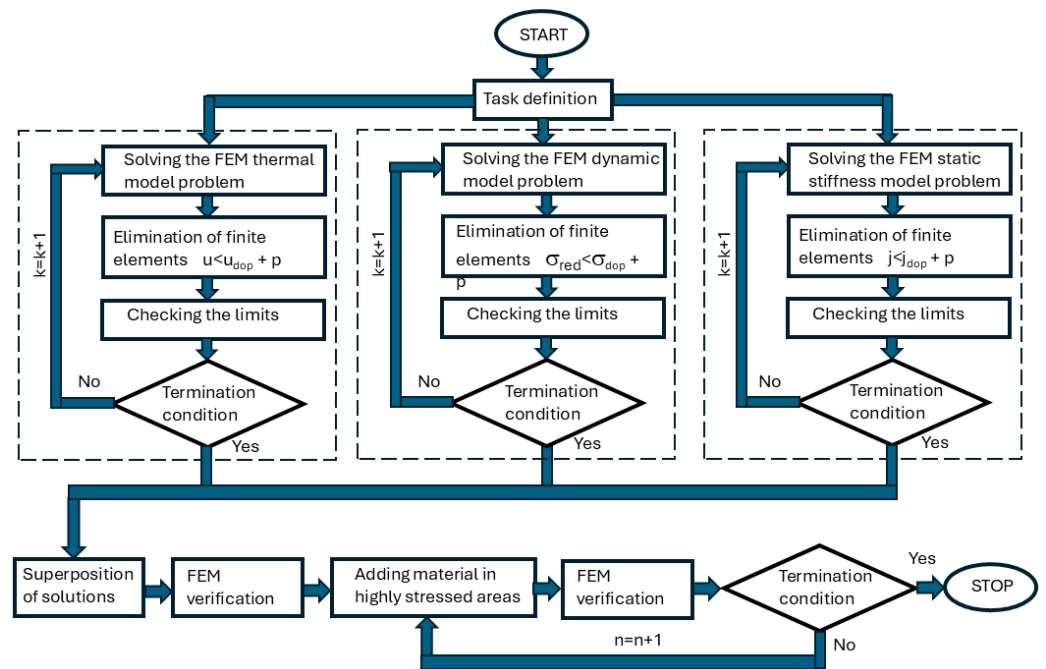 START
Task definition
Solving the FEM thermal
model problem
Elimination of finite
elements u<u_dop + p
Checking the limits
Termination
condition
No
Yes
k=k+1
Solving the FEM dynamic
model problem
Elimination of finite
elements σ_red<σ_dop +
p
Checking the limits
Termination
condition
No
Yes
k=k+1
Solving the FEM static
stiffness model problem
Elimination of finite
elements j<j_dop + p
Checking the limits
Termination
condition
No
Yes
k=k+1
Superposition
of solutions
FEM
verification
Adding material in
highly stressed areas
FEM
verification
Termination
condition
Yes
STOP
No
n=n+1